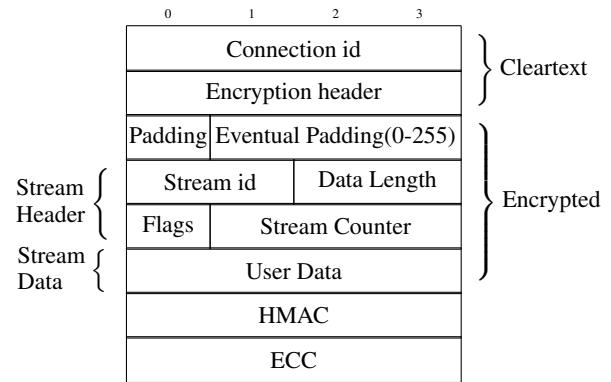 0 1 2 3
Connection id
Cleartext
Encryption header
Padding Eventual Padding(0-255)
Stream id Data Length
Stream
Header
Encrypted
Flags Stream Counter
Stream
Data
User Data
HMAC
ECC